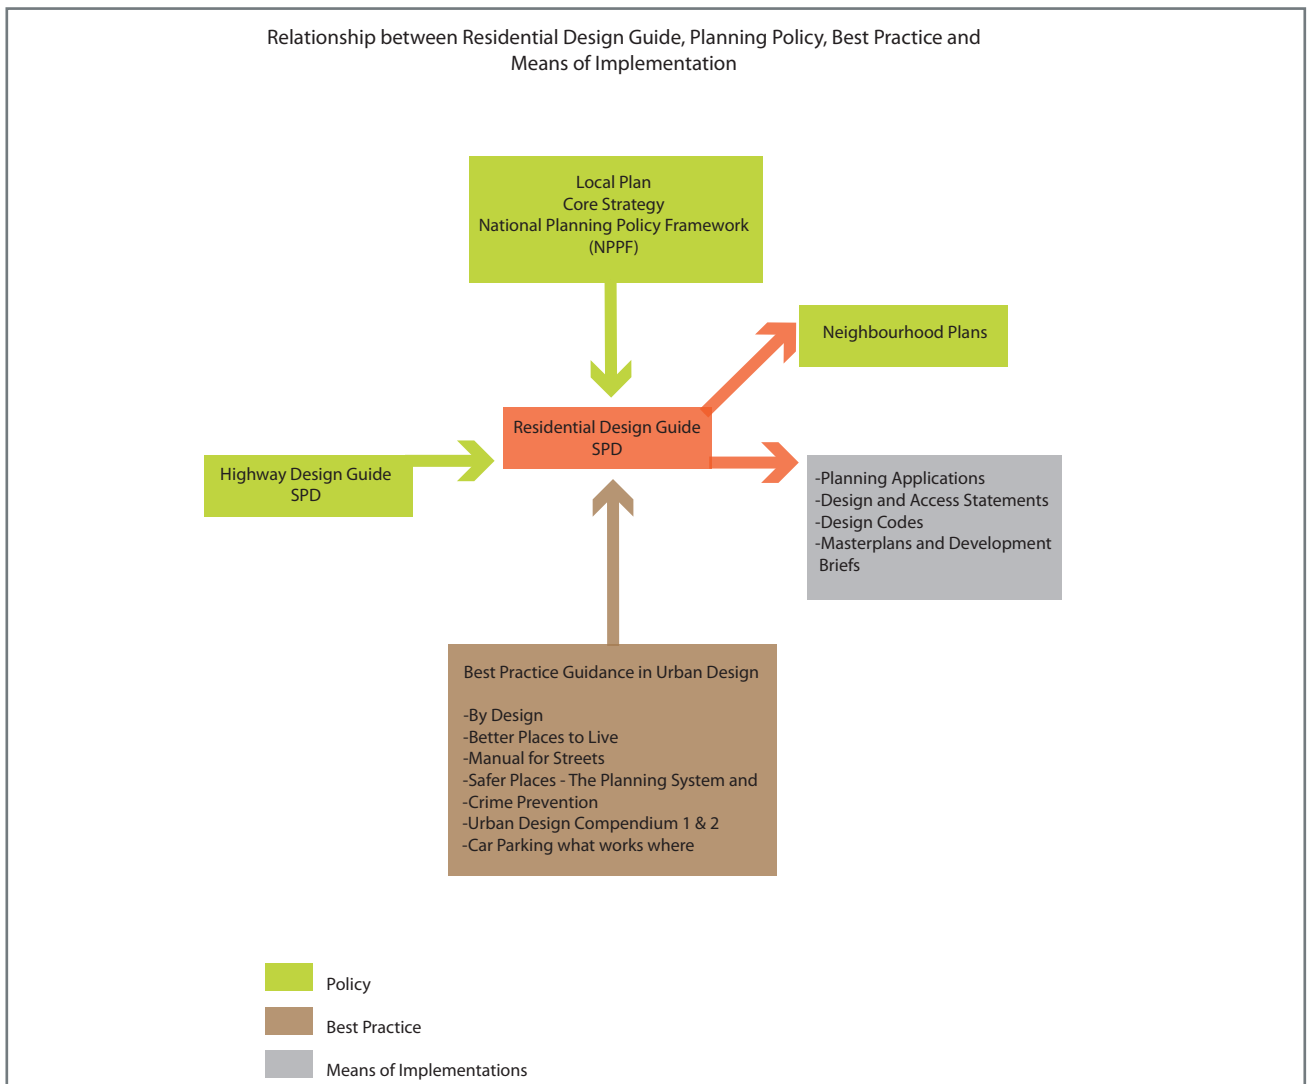 Relationship between Residential Design Guide, Planning Policy, Best Practice and
Means of Implementation
Local Plan
Core Strategy
National Planning Policy Framework
(NPPF)
Neighbourhood Plans
Residential Design Guide
SPD
Highway Design Guide
SPD
-Planning Applications
-Design and Access Statements
-Design Codes
-Masterplans and Development
Briefs
Best Practice Guidance in Urban Design
-By Design
-Better Places to Live
-Manual for Streets
-Safer Places - The Planning System and
-Crime Prevention
-Urban Design Compendium 1 & 2
-Car Parking what works where
Policy
Best Practice
Means of Implementations